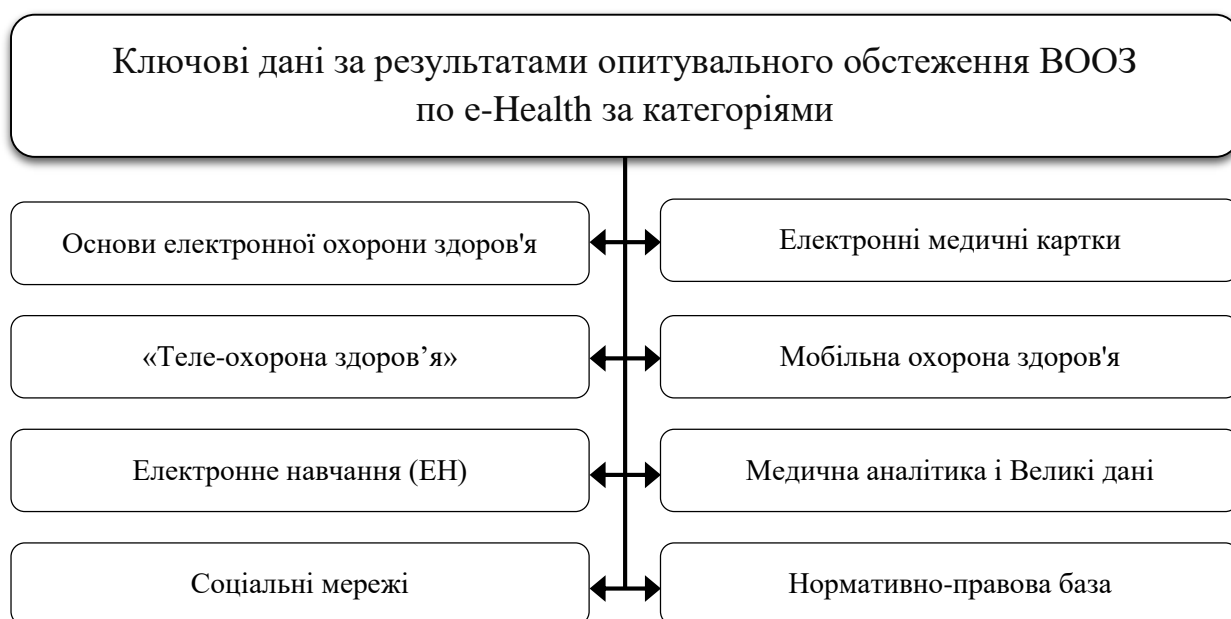 Ключові дані за результатами опитувального обстеження ВООЗ
по e-Health за категоріями
Основи електронної охорони здоров'я
Електронні медичні картки
«Теле-охорона здоров’я»
Мобільна охорона здоров'я
Електронне навчання (ЕН)
Медична аналітика і Великі дані
Соціальні мережі
Нормативно-правова база